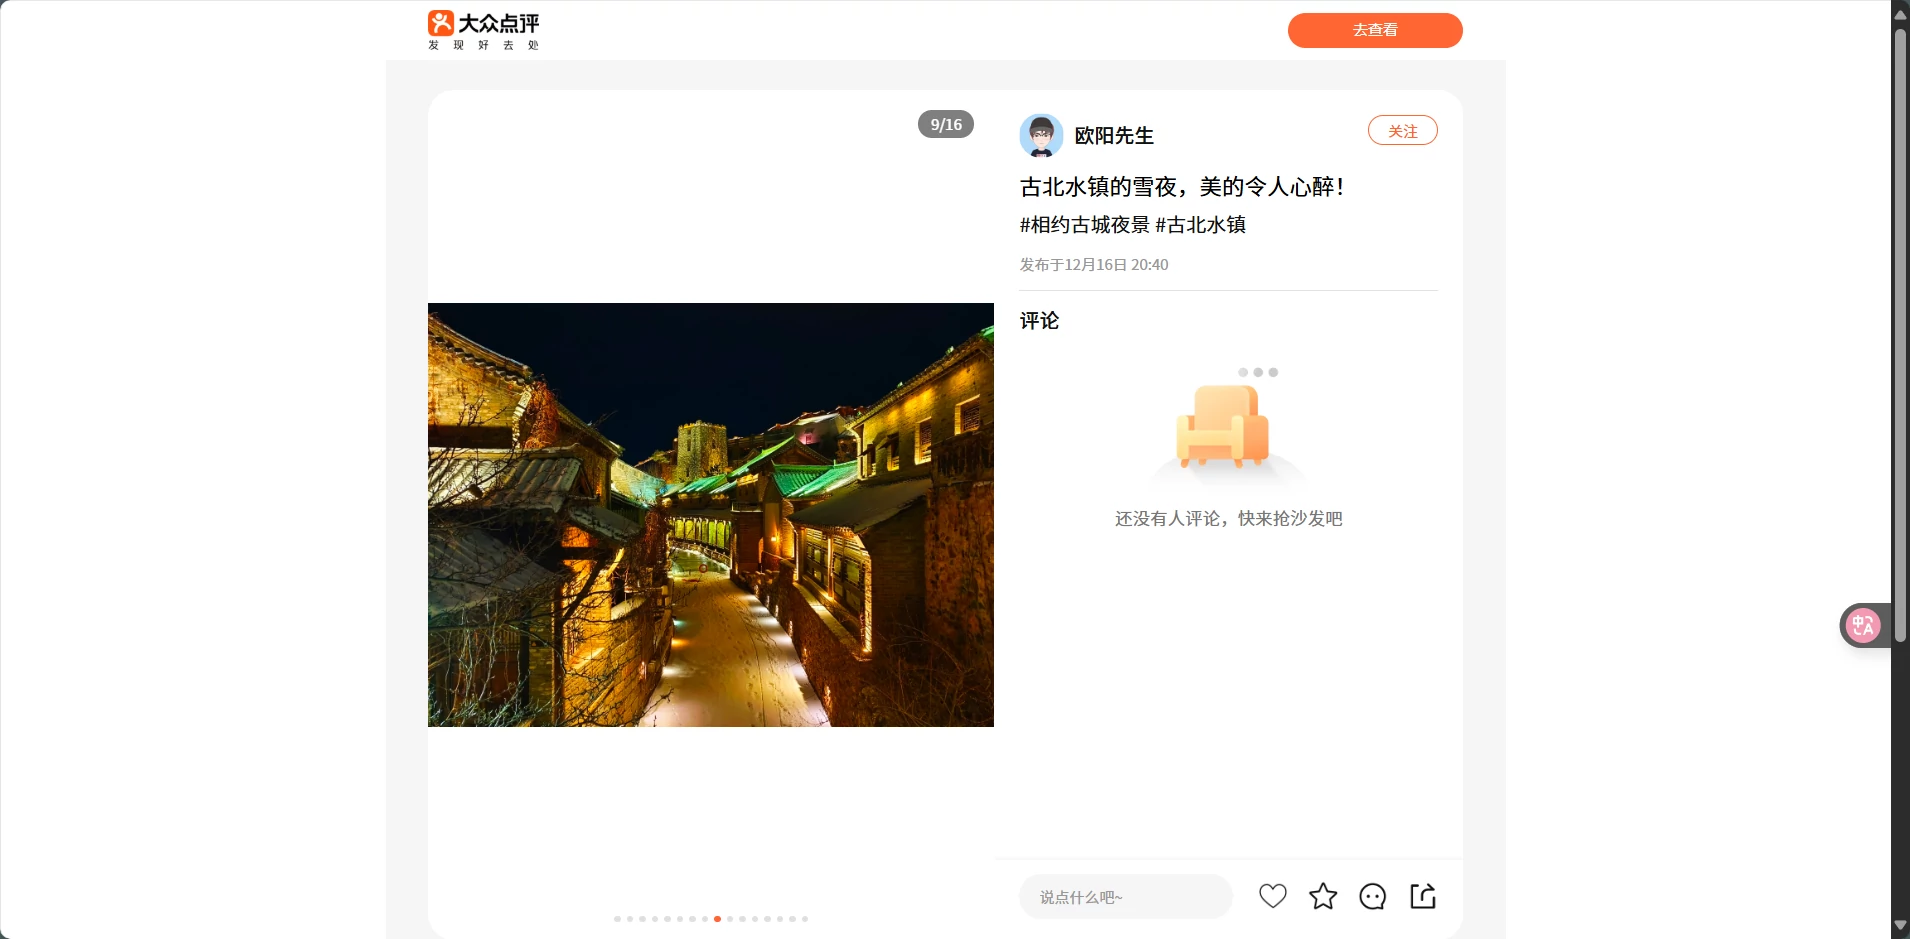 大众点评
发现好去处
去查看
9/16
欧阳先生
关注
古北水镇的雪夜，美的令人心醉！
#相约古城夜景 #古北水镇
发布于12月16日 20:40
评论
还没有人评论，快来抢沙发吧
中A
说点什么吧~